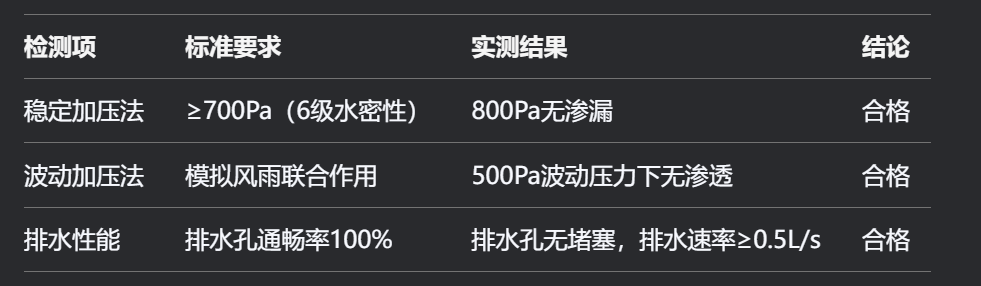 检测项 标准要求 实测结果 结论
稳定加压法 ≥700Pa（6级水密性） 800Pa无渗漏 合格
波动加压法 模拟风雨联合作用 500Pa波动压力下无渗透 合格
排水性能 排水孔通畅率100% 排水孔无堵塞，排水速率≥0.5L/s 合格